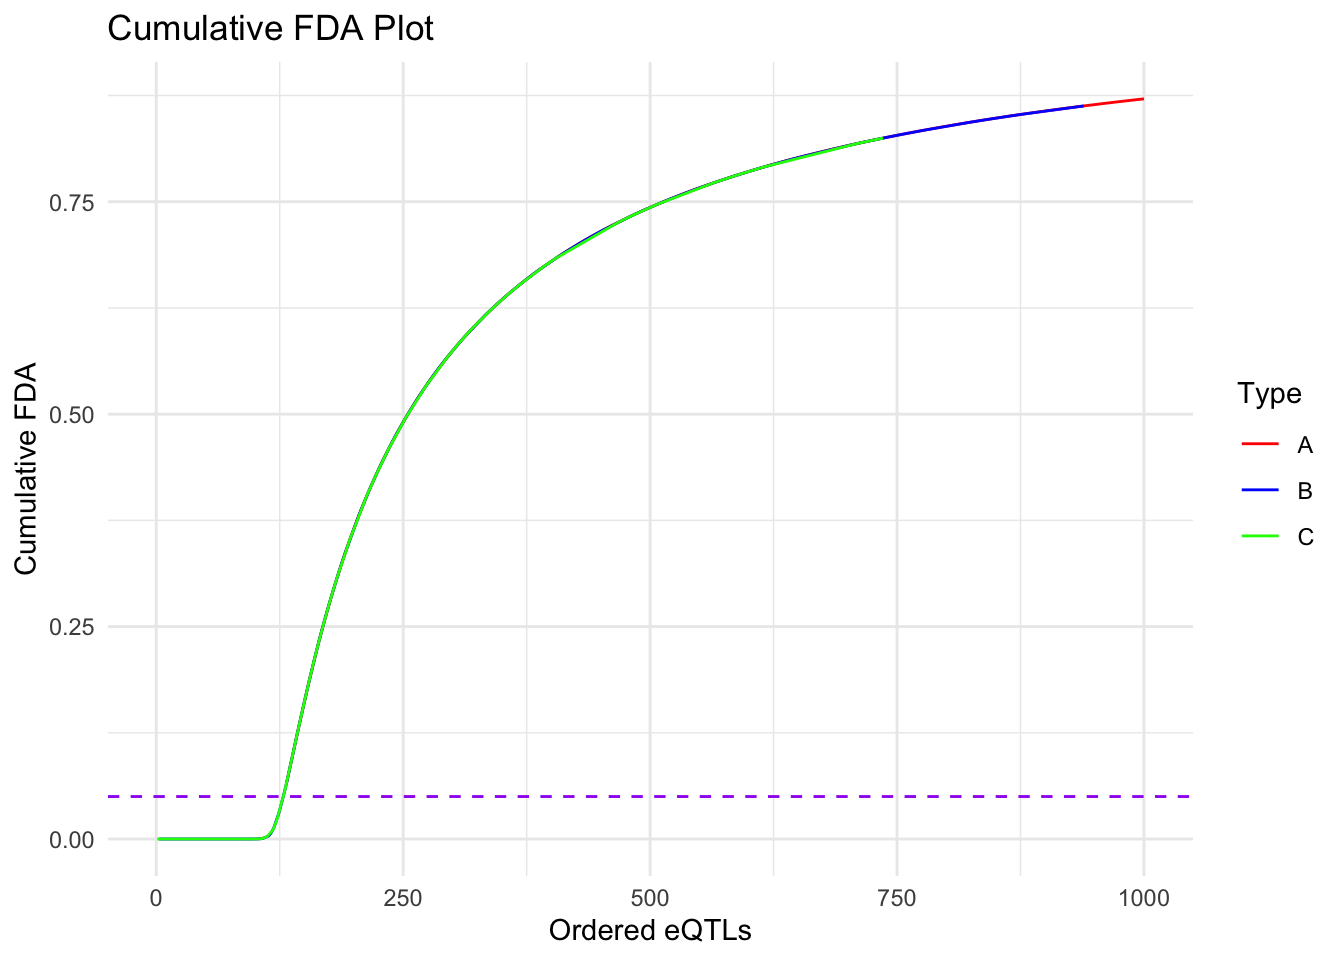 Cumulative FDA Plot
Cumulative FDA
0.75
0.50
0.25
0.00
0 250 500 750 1000
Ordered eQTLs
Type
A
B
C